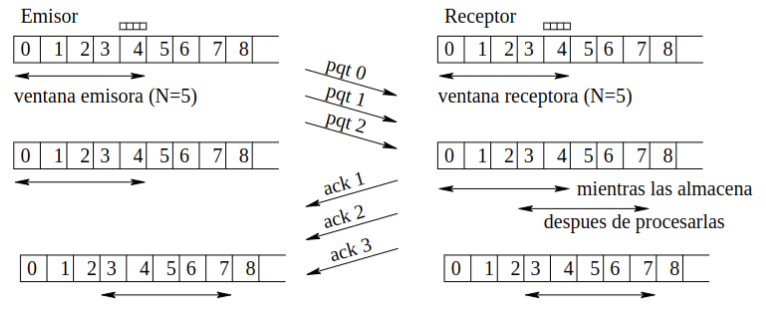 Emisor
Receptor
0 1 2 3 4 5 6 7 8
0 1 2 3 4 5 6 7 8
pqt 0
ventana emisora (N=5)
pqt 1
ventana receptora (N=5)
pqt 2
0 1 2 3 4 5 6 7 8
0 1 2 3 4 5 6 7 8
ack 1
mientras las almacena
ack 2
despues de procesarlas
ack 3
0 1 2 3 4 5 6 7 8
0 1 2 3 4 5 6 7 8